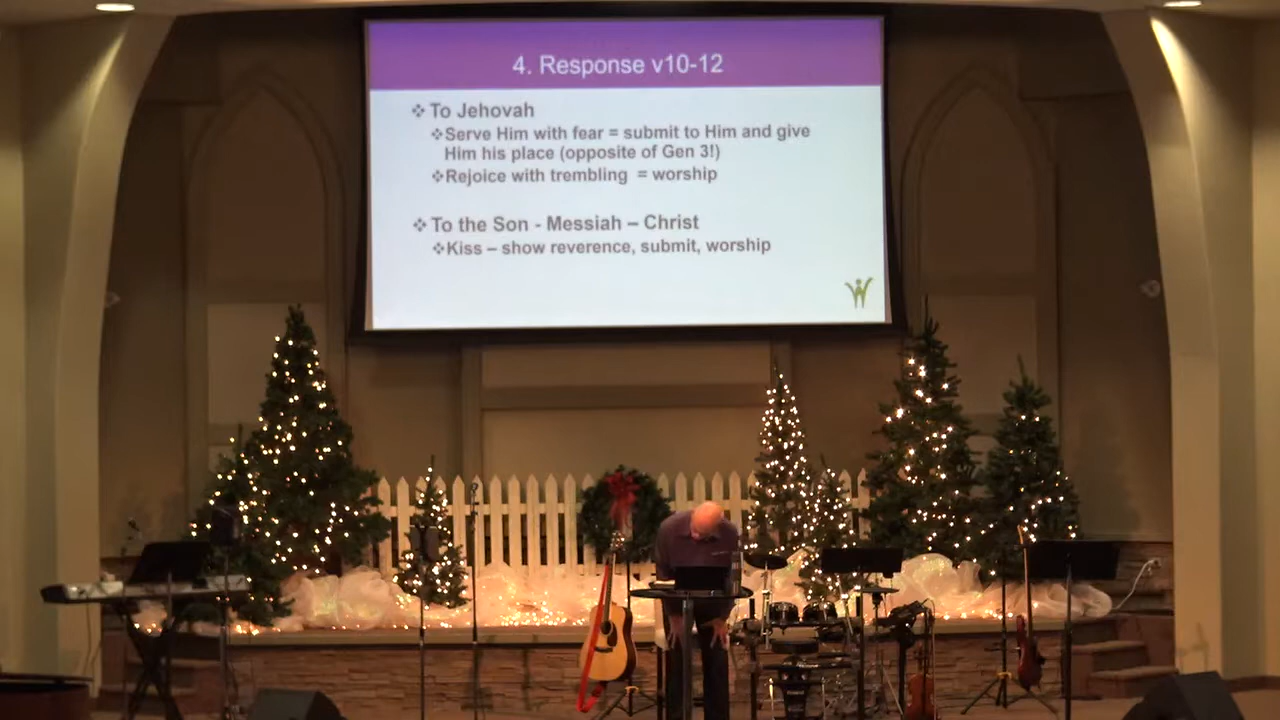 4. Response v10-12
❖ To Jehovah
❖Serve Him with fear = submit to Him and give
Him his place (opposite of Gen 3!)
❖Rejoice with trembling = worship
❖ To the Son - Messiah – Christ
❖Kiss – show reverence, submit, worship